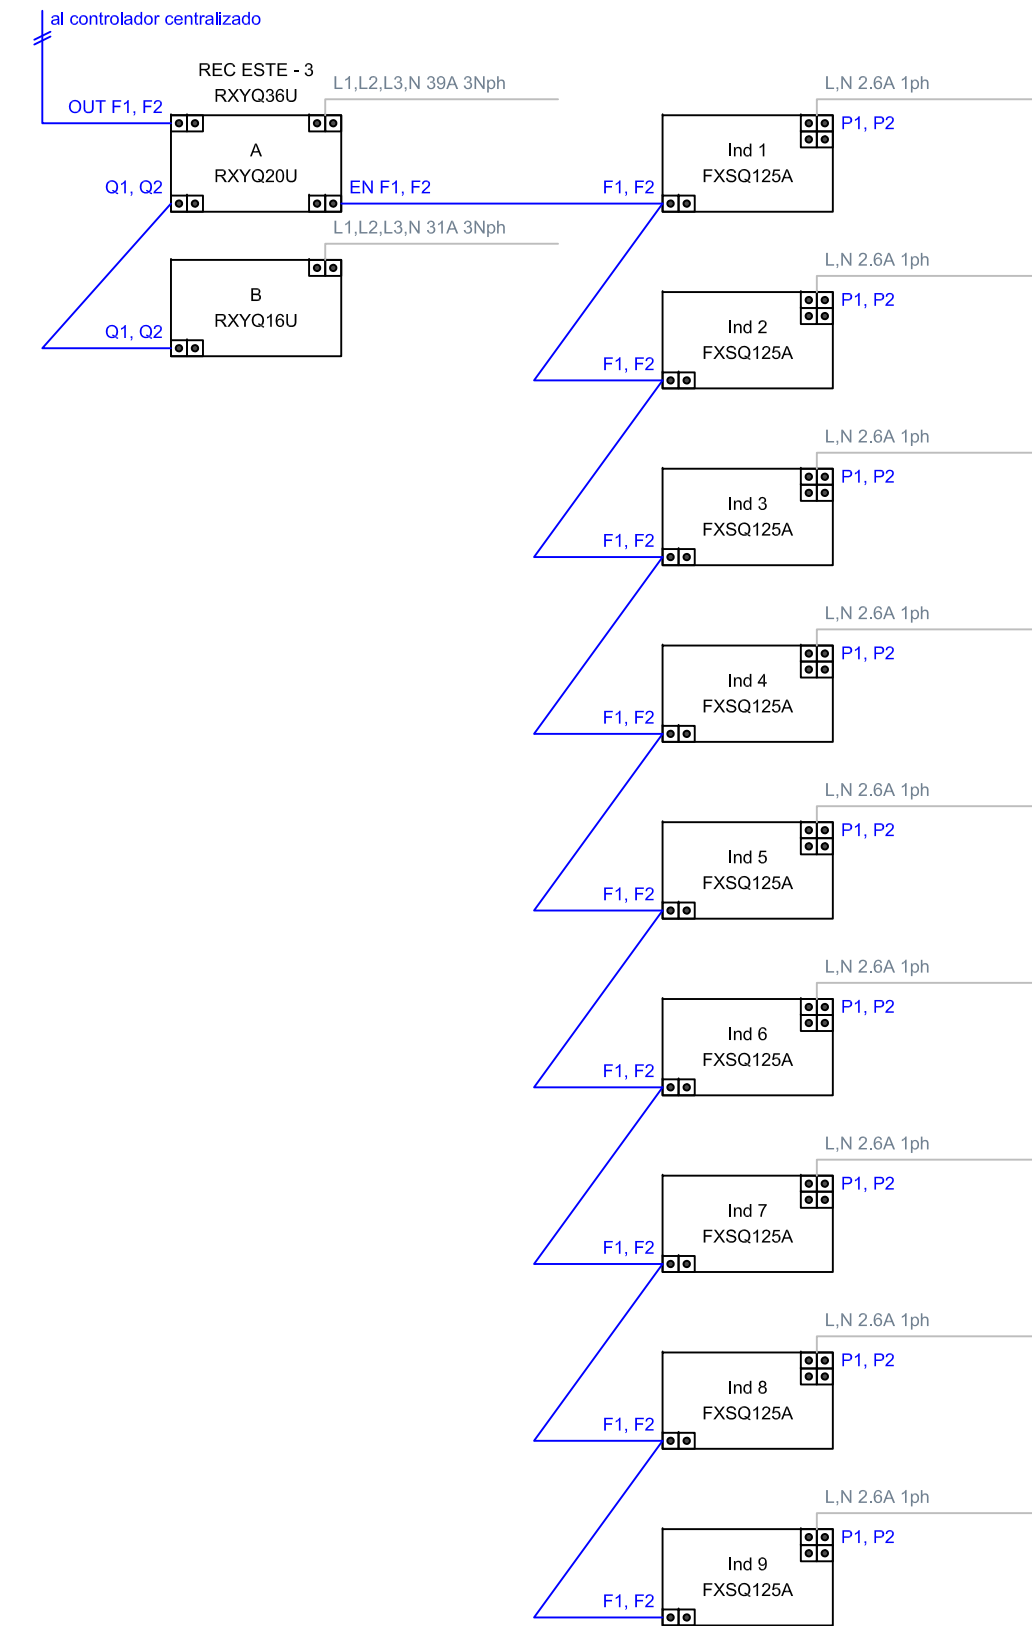 al controlador centralizado
REC ESTE - 3
RXYQ36U
L1,L2,L3,N 39A 3Nph
OUT F1, F2
A
RXYQ20U
Q1, Q2
EN F1, F2
L1,L2,L3,N 31A 3Nph
B
RXYQ16U
Q1, Q2
L,N 2.6A 1ph
P1, P2
Ind 1
FXSQ125A
F1, F2
L,N 2.6A 1ph
P1, P2
Ind 2
FXSQ125A
F1, F2
L,N 2.6A 1ph
P1, P2
Ind 3
FXSQ125A
F1, F2
L,N 2.6A 1ph
P1, P2
Ind 4
FXSQ125A
F1, F2
L,N 2.6A 1ph
P1, P2
Ind 5
FXSQ125A
F1, F2
L,N 2.6A 1ph
P1, P2
Ind 6
FXSQ125A
F1, F2
L,N 2.6A 1ph
P1, P2
Ind 7
FXSQ125A
F1, F2
L,N 2.6A 1ph
P1, P2
Ind 8
FXSQ125A
F1, F2
L,N 2.6A 1ph
P1, P2
Ind 9
FXSQ125A
F1, F2